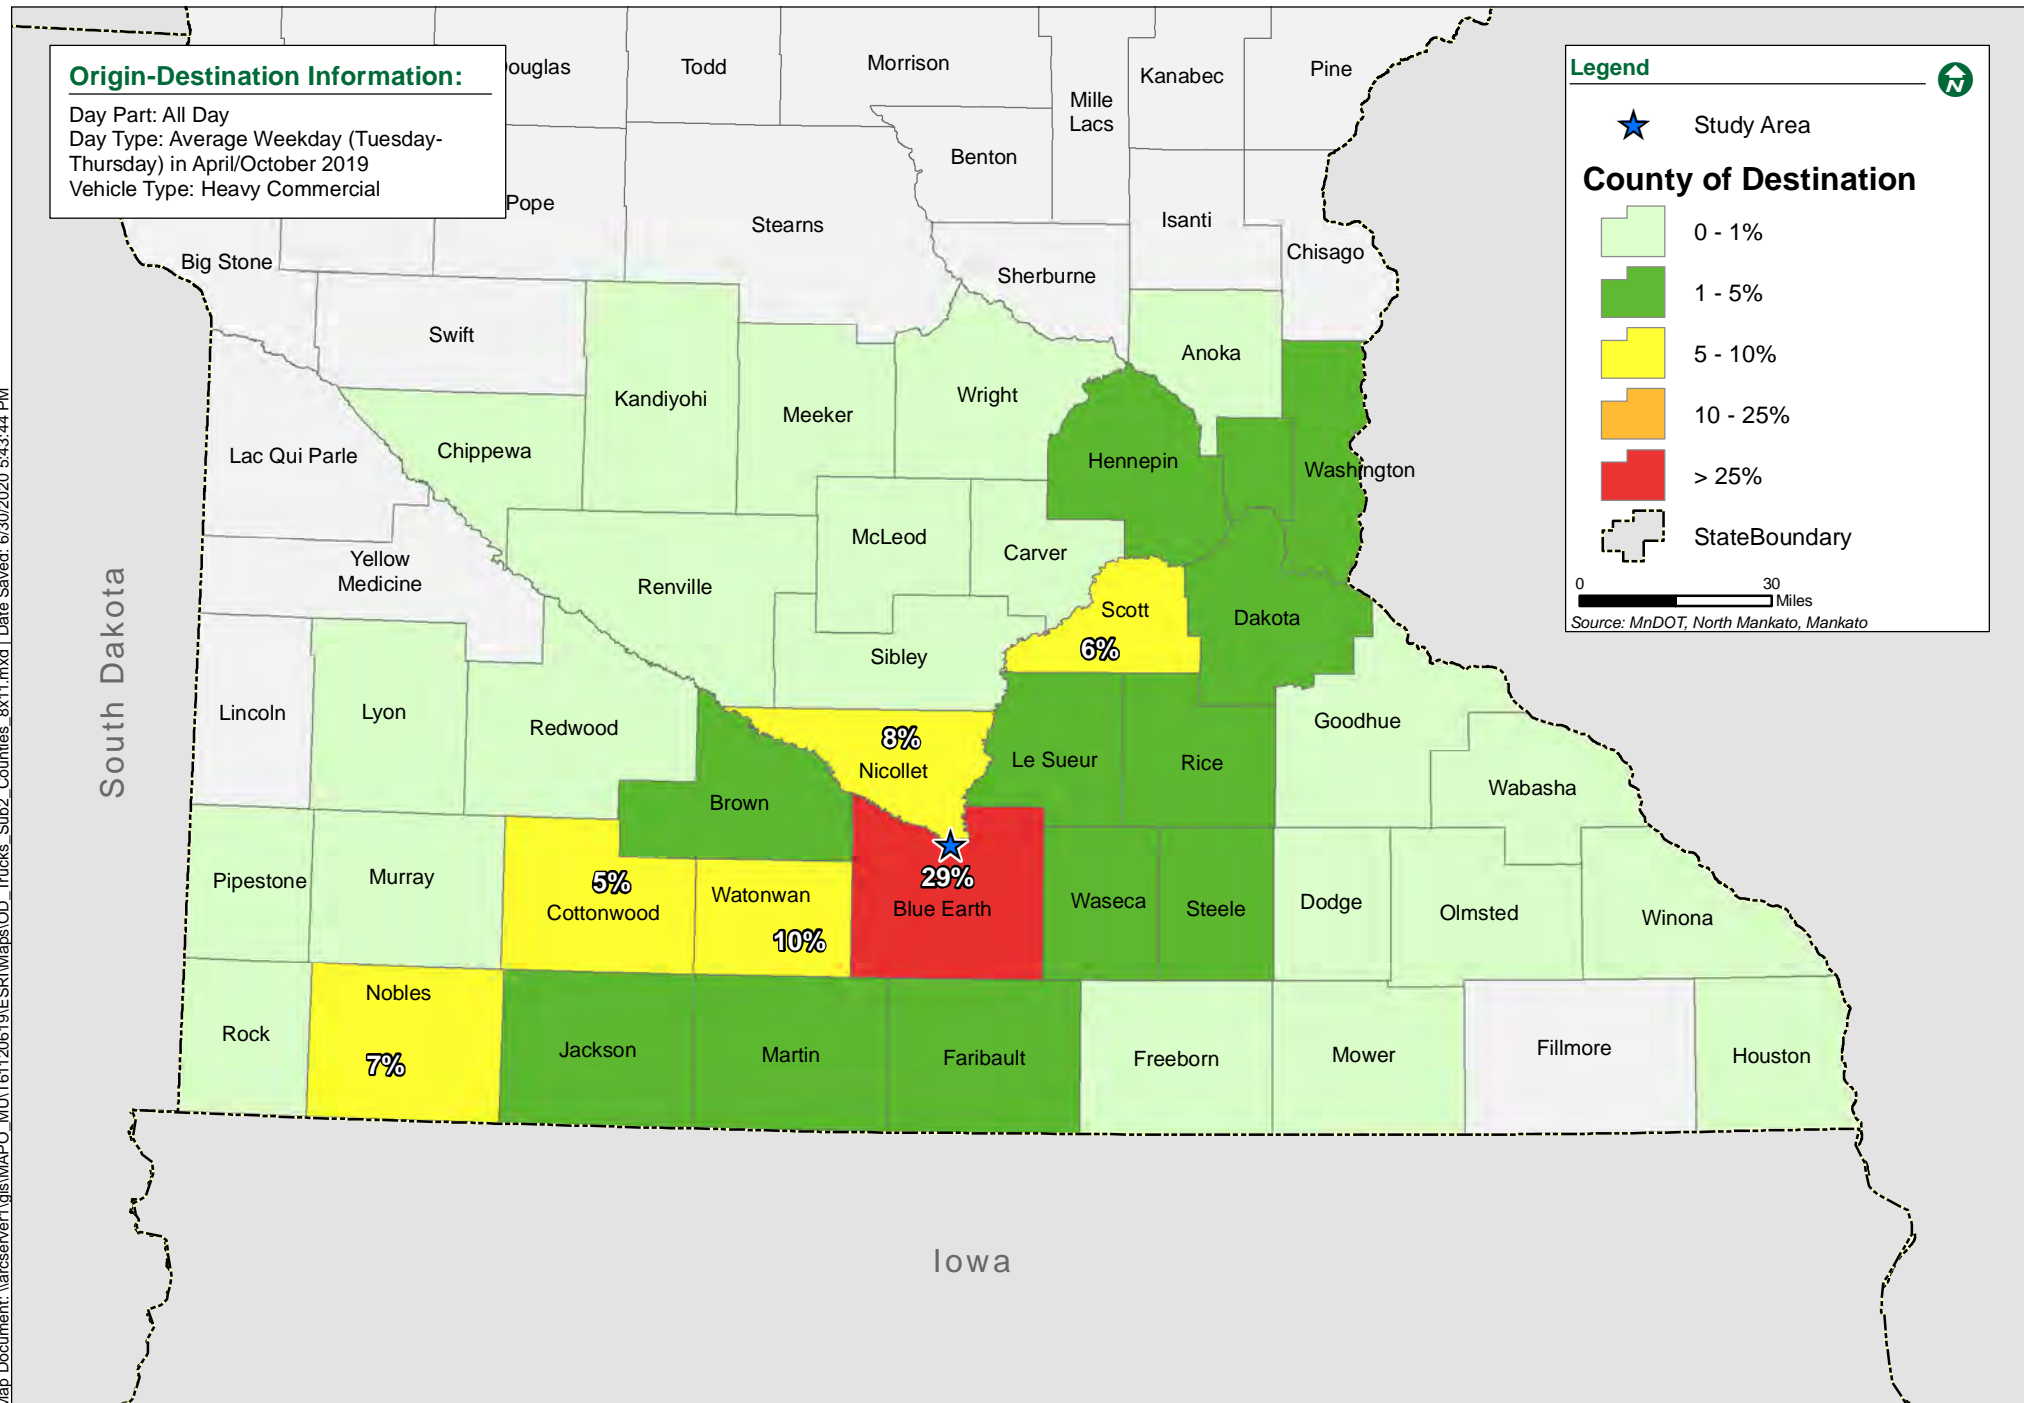 Origin-Destination Information:
Day Part: All Day
Day Type: Average Weekday (Tuesday-
Thursday) in April/October 2019
Vehicle Type: Heavy Commercial
Legend
N
Study Area
County of Destination
0 - 1%
1 - 5%
5 - 10%
10 - 25%
> 25%
StateBoundary
0 30
Miles
Source: MnDOT, North Mankato, Mankato
Todd
Morrison
Mille
Lacs
Kanabec
Pine
Pope
Stearns
Benton
Isanti
Chisago
Big Stone
Sherburne
Swift
Kandiyohi
Meeker
Wright
Anoka
Lac Qui Parle
Chippewa
Hennepin
Washington
Yellow
Medicine
Renville
McLeod
Carver
Scott
6%
Dakota
Sibley
South Dakota
Lincoln
Lyon
Redwood
8%
Nicollet
Le Sueur
Rice
Goodhue
Brown
Wabasha
Pipestone
Murray
5%
Cottonwood
Watonwan
10%
29%
Blue Earth
Waseca
Steele
Dodge
Olmsted
Winona
Rock
Nobles
7%
Jackson
Martin
Faribault
Freeborn
Mower
Fillmore
Houston
Iowa